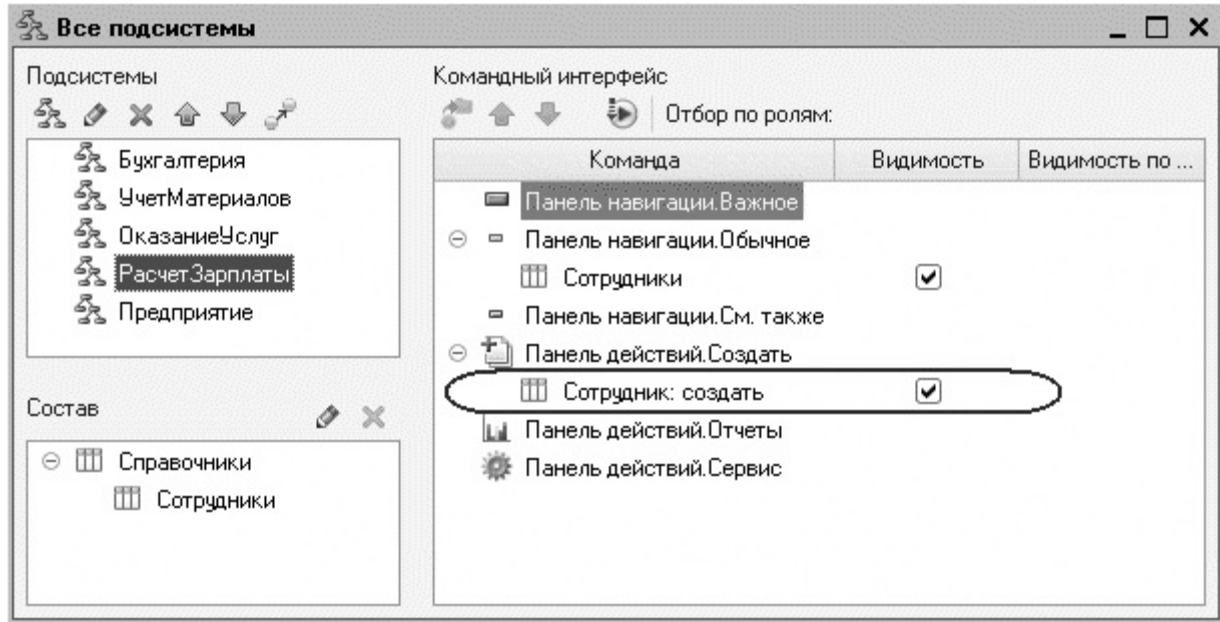 Все подсистемы
Подсистемы
Бухгалтерия
УчетМатериалов
ОказаниеУслуг
РасчетЗарплаты
Предприятие
Состав
Справочники
Сотрудники
Командный интерфейс
Отбор по ролям:
Команда Видимость Видимость по ...
Панель навигации.Важное
Панель навигации.Обычное
Сотрудники
Панель навигации.См. также
Панель действий.Создать
Сотрудник: создать
Панель действий.Отчеты
Панель действий.Сервис